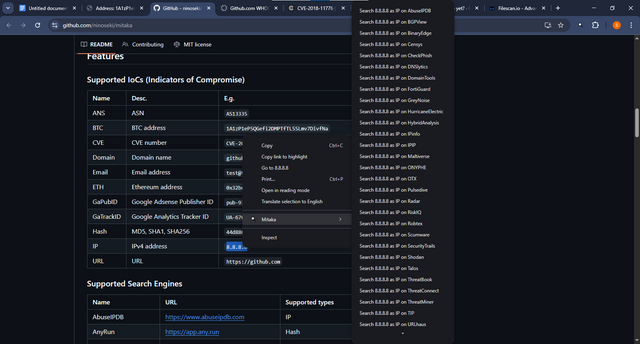 Untitled document
Address: 1A1zP1e
GitHub - ninoseki/
Github.com WHO
CVE-2018-11776
yet?
Filescan.io - Adv
github.com/ninoseki/mitaka
README
Contributing
MIT license
Features
Supported IoCs (Indicators of Compromise)
Name Desc. E.g.
ANS ASN AS13335
BTC BTC address 1A1zP1eP5QGefi2DMPTfTL5SLmv7DivfNa
CVE CVE number CVE-20
Domain Domain name github
Email Email address test@
ETH Ethereum address 0x32b
GaPubID Google Adsense Publisher ID pub-9
GaTrackID Google Analytics Tracker ID UA-67
Hash MD5, SHA1, SHA256 44d88
IP IPv4 address 8.8.8.8
URL URL https://github.com
Supported Search Engines
Name URL Supported types
AbuseIPDB https://www.abuseipdb.com IP
AnyRun https://app.any.run Hash
Copy Ctrl+C
Copy link to highlight
Go to 8.8.8.8
Print... Ctrl+P
Open in reading mode
Translate selection to English
Mitaka
Inspect
Search 8.8.8.8 as IP on AbuseIPDB
Search 8.8.8.8 as IP on BGPView
Search 8.8.8.8 as IP on BinaryEdge
Search 8.8.8.8 as IP on Censys
Search 8.8.8.8 as IP on CheckPhish
Search 8.8.8.8 as IP on DNSlytics
Search 8.8.8.8 as IP on DomainTools
Search 8.8.8.8 as IP on FortiGuard
Search 8.8.8.8 as IP on GreyNoise
Search 8.8.8.8 as IP on HurricaneElectric
Search 8.8.8.8 as IP on HybridAnalysis
Search 8.8.8.8 as IP on IPinfo
Search 8.8.8.8 as IP on IPIP
Search 8.8.8.8 as IP on Maltiverse
Search 8.8.8.8 as IP on ONYPHE
Search 8.8.8.8 as IP on OTX
Search 8.8.8.8 as IP on Pulsedive
Search 8.8.8.8 as IP on Radar
Search 8.8.8.8 as IP on RiskIQ
Search 8.8.8.8 as IP on Robtex
Search 8.8.8.8 as IP on Scumware
Search 8.8.8.8 as IP on SecurityTrails
Search 8.8.8.8 as IP on Shodan
Search 8.8.8.8 as IP on Talos
Search 8.8.8.8 as IP on ThreatBook
Search 8.8.8.8 as IP on ThreatConnect
Search 8.8.8.8 as IP on ThreatMiner
Search 8.8.8.8 as IP on TIP
Search 8.8.8.8 as IP on URLhaus